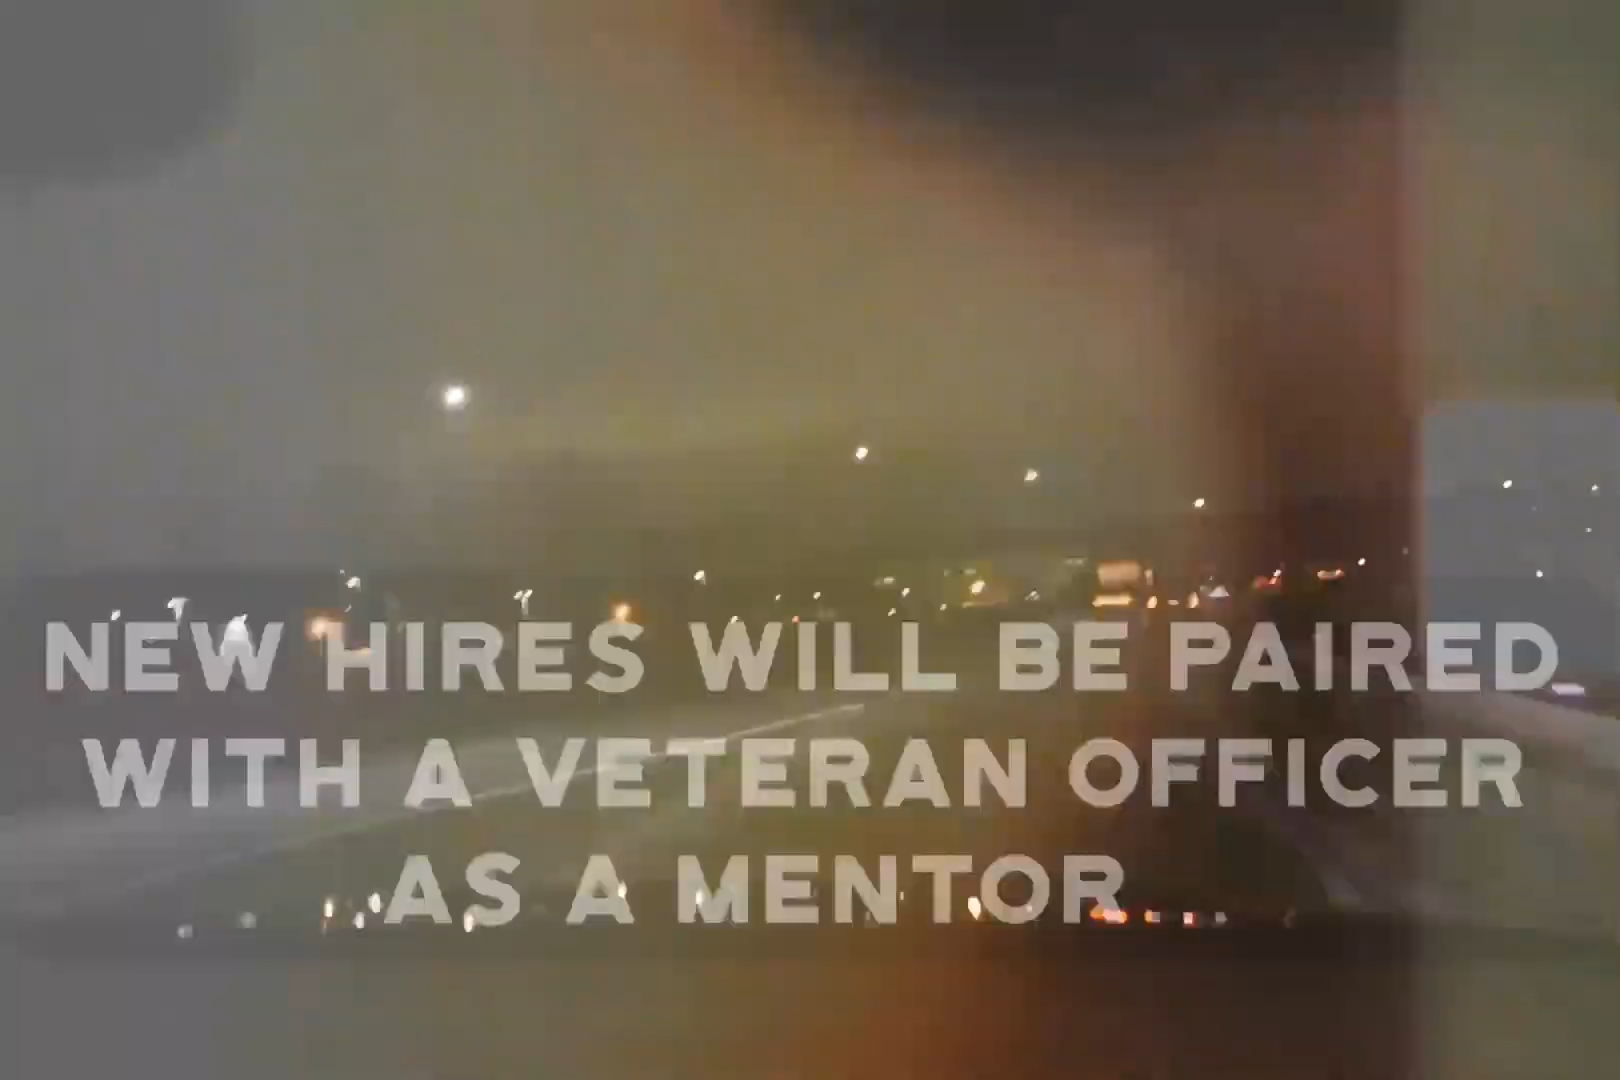 NEW HIRES WILL BE PAIRED
WITH A VETERAN OFFICER
AS A MENTOR